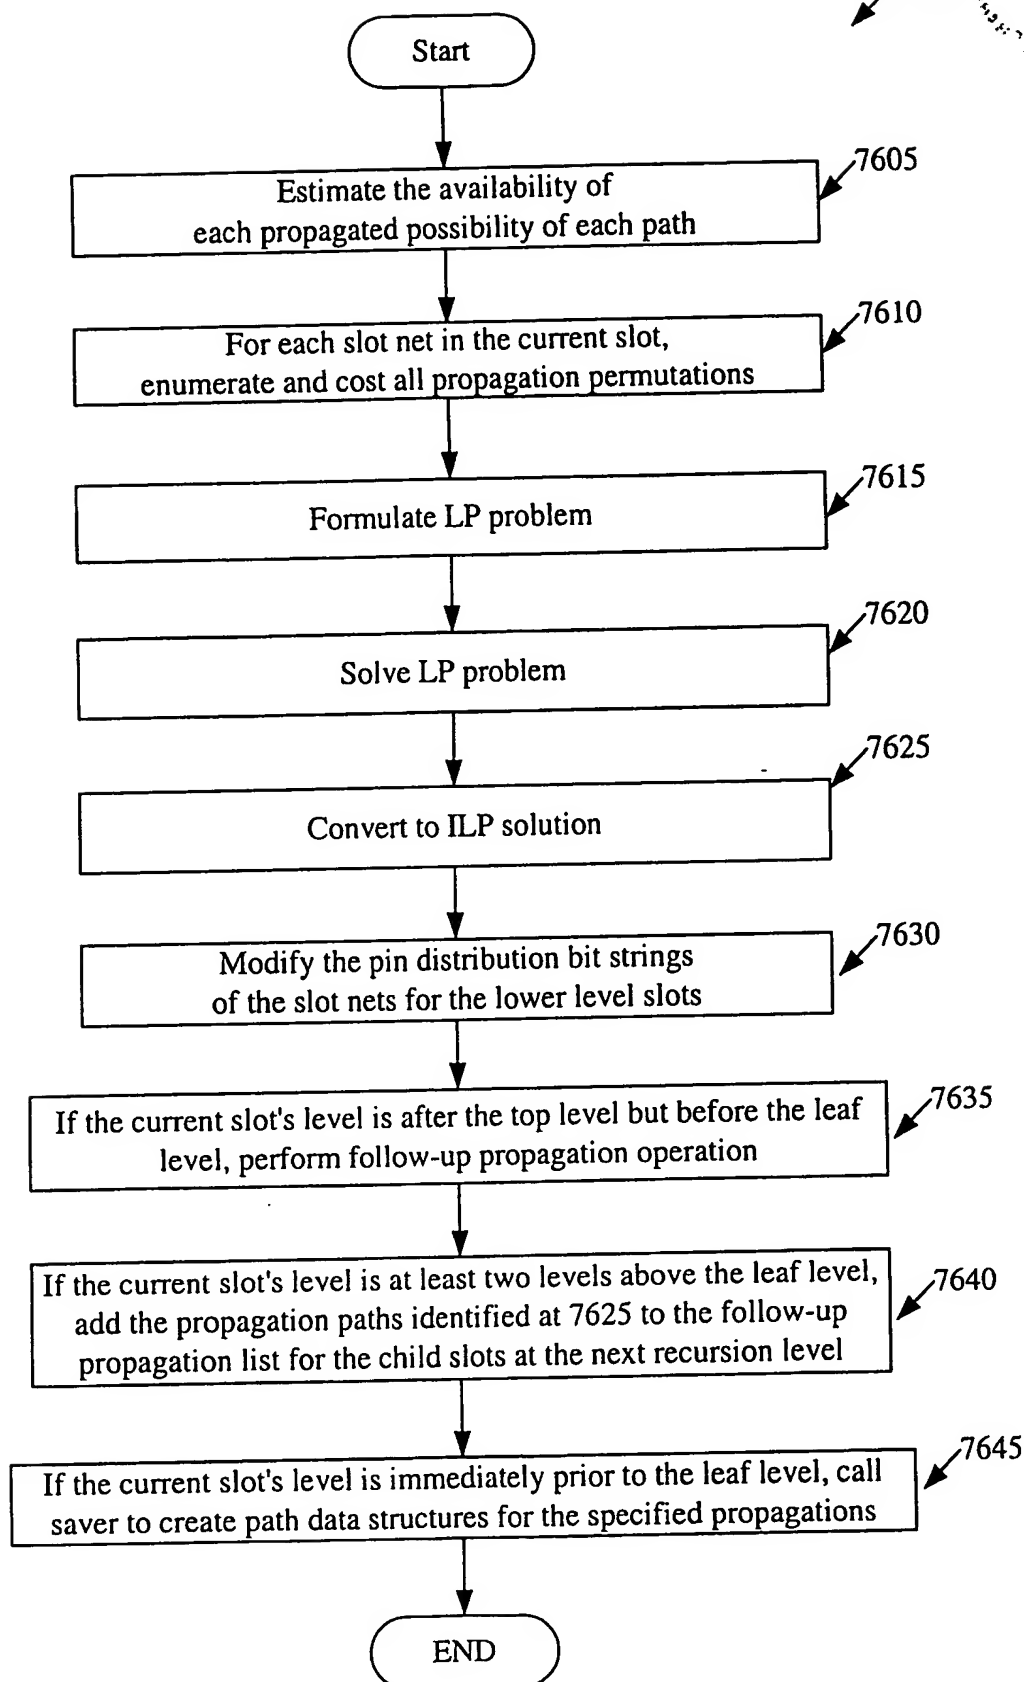 Start
7605
Estimate the availability of
each propagated possibility of each path
7610
For each slot net in the current slot,
enumerate and cost all propagation permutations
7615
Formulate LP problem
7620
Solve LP problem
7625
Convert to ILP solution
7630
Modify the pin distribution bit strings
of the slot nets for the lower level slots
7635
If the current slot's level is after the top level but before the leaf
level, perform follow-up propagation operation
7640
If the current slot's level is at least two levels above the leaf level,
add the propagation paths identified at 7625 to the follow-up
propagation list for the child slots at the next recursion level
7645
If the current slot's level is immediately prior to the leaf level, call
saver to create path data structures for the specified propagations
END